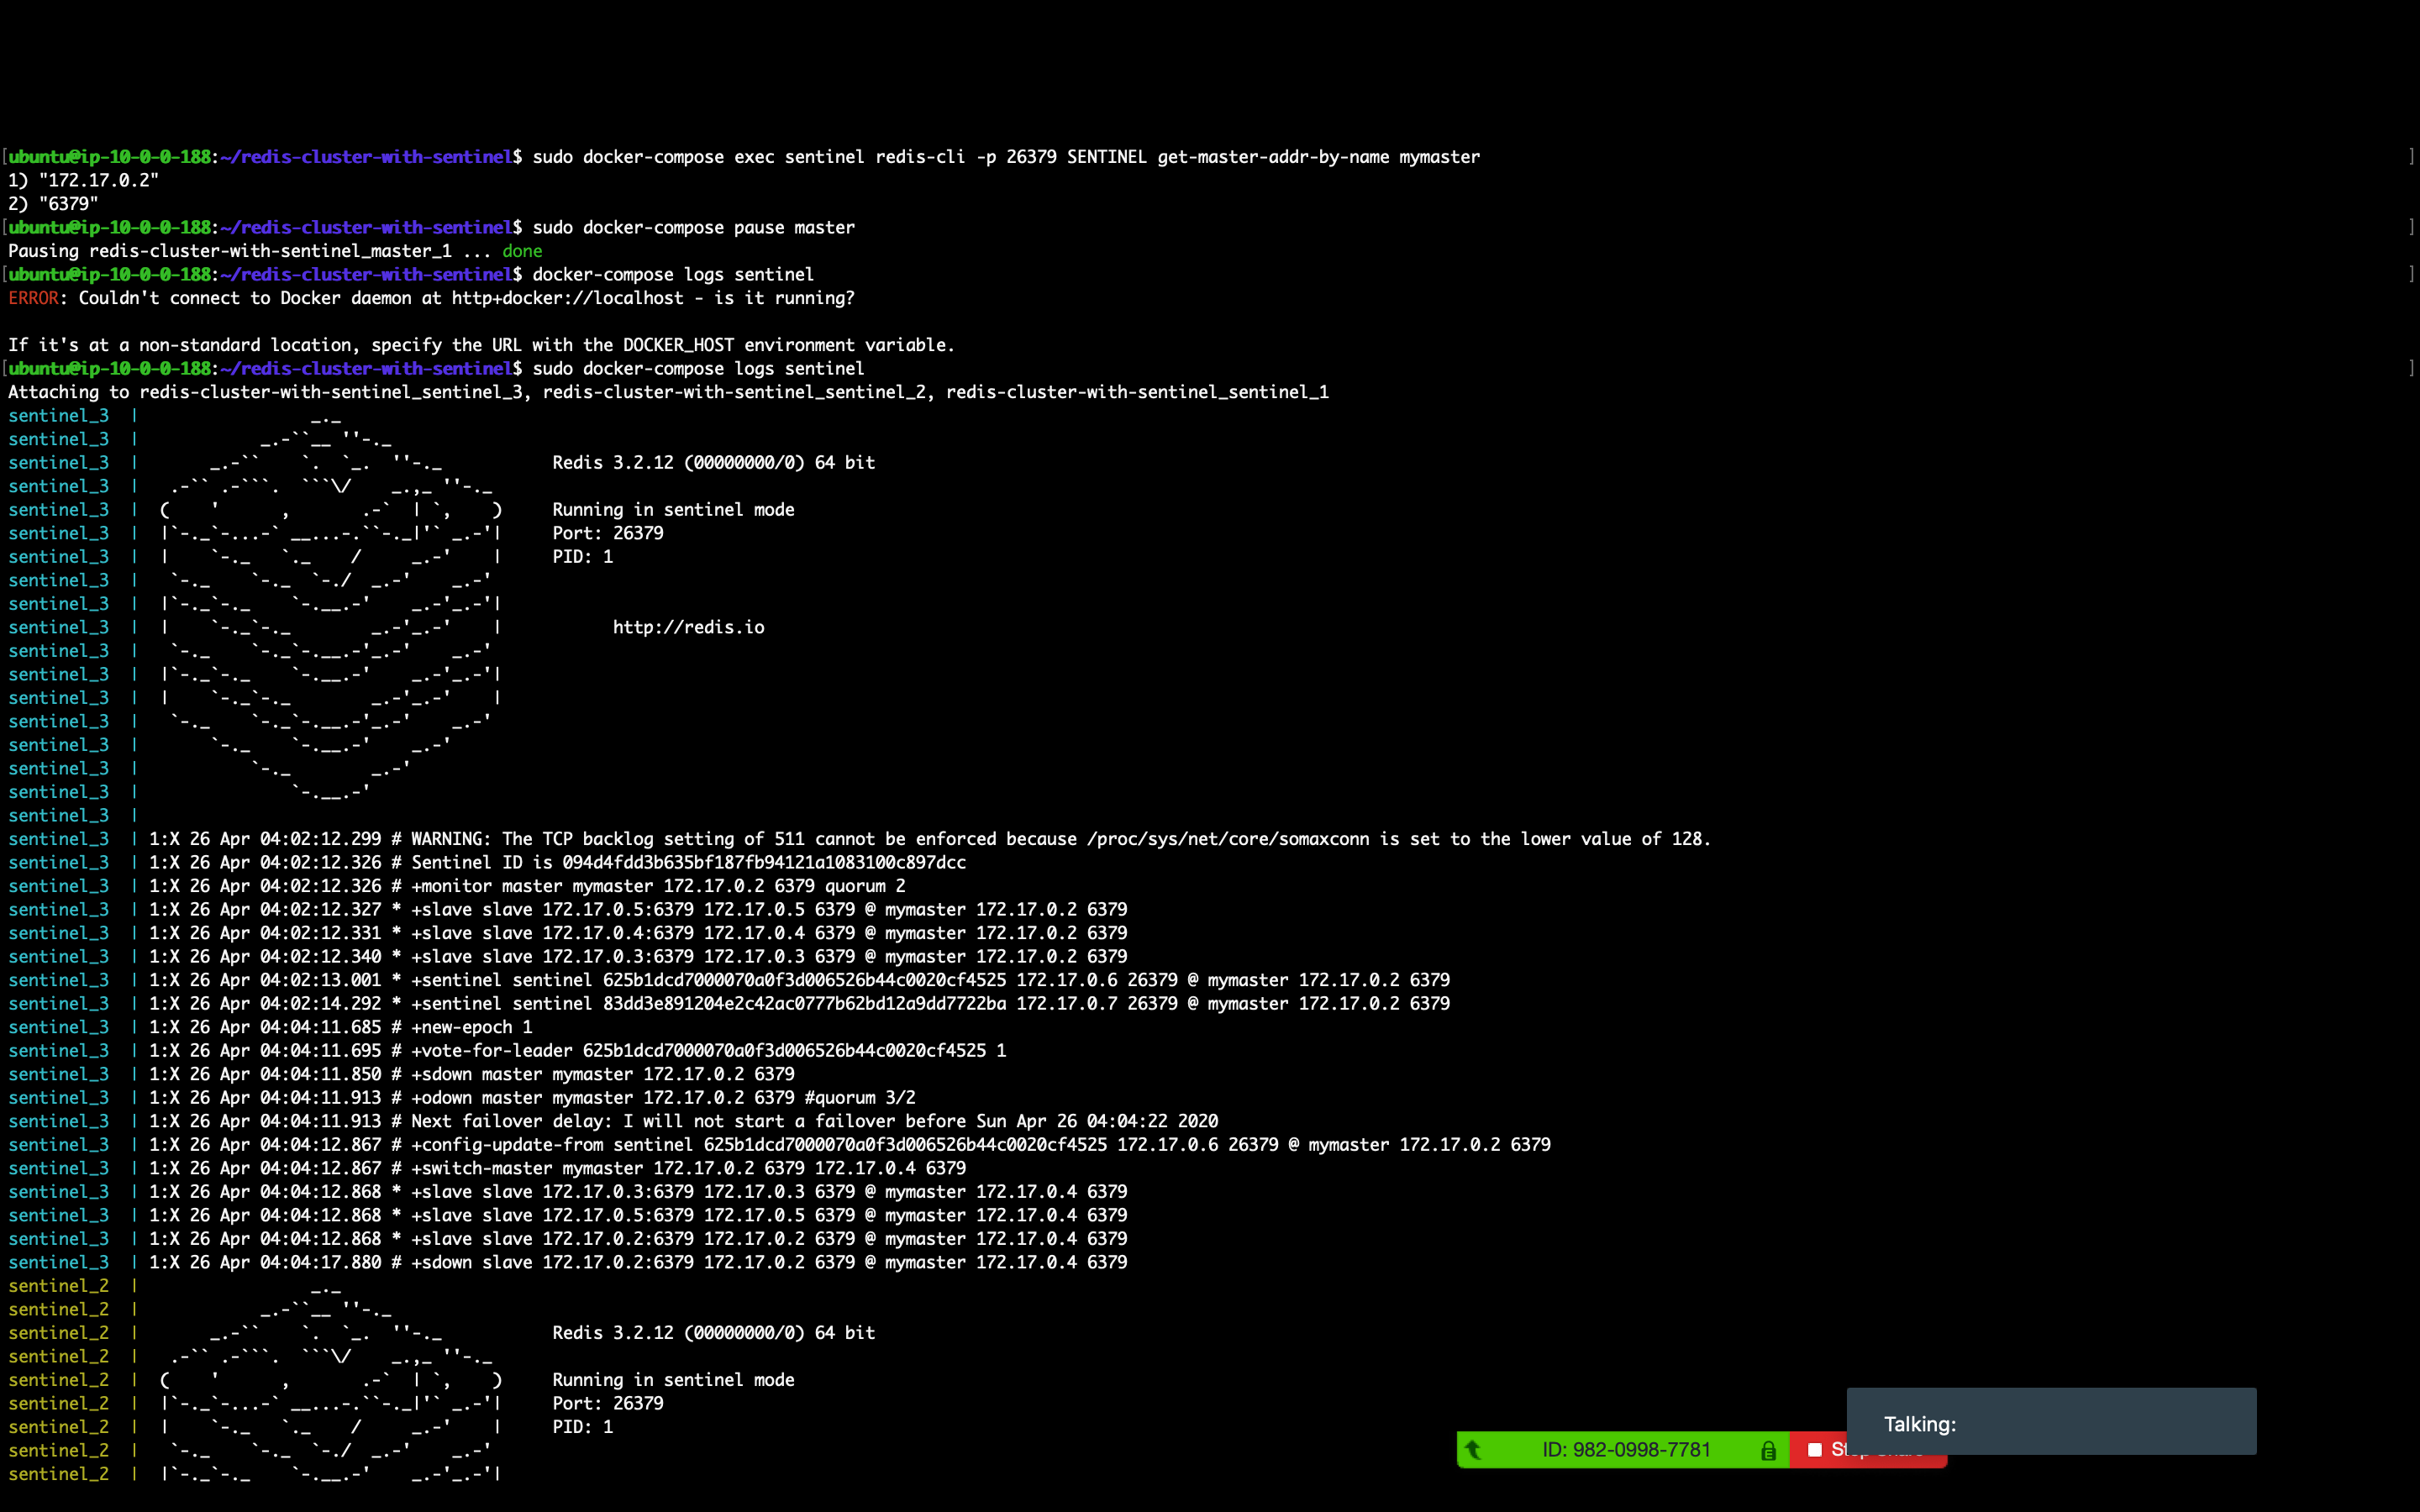 [ubuntu@ip-10-0-0-188:~/redis-cluster-with-sentinel$ sudo docker-compose exec sentinel redis-cli -p 26379 SENTINEL get-master-addr-by-name mymaster ]
1) "172.17.0.2"
2) "6379"
[ubuntu@ip-10-0-0-188:~/redis-cluster-with-sentinel$ sudo docker-compose pause master ]
Pausing redis-cluster-with-sentinel_master_1 ... done
[ubuntu@ip-10-0-0-188:~/redis-cluster-with-sentinel$ docker-compose logs sentinel ]
ERROR: Couldn't connect to Docker daemon at http+docker://localhost - is it running?
If it's at a non-standard location, specify the URL with the DOCKER_HOST environment variable.
[ubuntu@ip-10-0-0-188:~/redis-cluster-with-sentinel$ sudo docker-compose logs sentinel ]
Attaching to redis-cluster-with-sentinel_sentinel_3, redis-cluster-with-sentinel_sentinel_2, redis-cluster-with-sentinel_sentinel_1
sentinel_3 |
sentinel_3 |
sentinel_3 | Redis 3.2.12 (00000000/0) 64 bit
sentinel_3 |
sentinel_3 | Running in sentinel mode
sentinel_3 | Port: 26379
sentinel_3 | PID: 1
sentinel_3 |
sentinel_3 |
sentinel_3 | http://redis.io
sentinel_3 |
sentinel_3 |
sentinel_3 |
sentinel_3 |
sentinel_3 |
sentinel_3 |
sentinel_3 |
sentinel_3 |
sentinel_3 | 1:X 26 Apr 04:02:12.299 # WARNING: The TCP backlog setting of 511 cannot be enforced because /proc/sys/net/core/somaxconn is set to the lower value of 128.
sentinel_3 | 1:X 26 Apr 04:02:12.326 # Sentinel ID is 094d4fdd3b635bf187fb94121a1083100c897dcc
sentinel_3 | 1:X 26 Apr 04:02:12.326 # +monitor master mymaster 172.17.0.2 6379 quorum 2
sentinel_3 | 1:X 26 Apr 04:02:12.327 * +slave slave 172.17.0.5:6379 172.17.0.5 6379 @ mymaster 172.17.0.2 6379
sentinel_3 | 1:X 26 Apr 04:02:12.331 * +slave slave 172.17.0.4:6379 172.17.0.4 6379 @ mymaster 172.17.0.2 6379
sentinel_3 | 1:X 26 Apr 04:02:12.340 * +slave slave 172.17.0.3:6379 172.17.0.3 6379 @ mymaster 172.17.0.2 6379
sentinel_3 | 1:X 26 Apr 04:02:13.001 * +sentinel sentinel 625b1dcd7000070a0f3d006526b44c0020cf4525 172.17.0.6 26379 @ mymaster 172.17.0.2 6379
sentinel_3 | 1:X 26 Apr 04:02:14.292 * +sentinel sentinel 83dd3e891204e2c42ac0777b62bd12a9dd7722ba 172.17.0.7 26379 @ mymaster 172.17.0.2 6379
sentinel_3 | 1:X 26 Apr 04:04:11.685 # +new-epoch 1
sentinel_3 | 1:X 26 Apr 04:04:11.695 # +vote-for-leader 625b1dcd7000070a0f3d006526b44c0020cf4525 1
sentinel_3 | 1:X 26 Apr 04:04:11.850 # +sdown master mymaster 172.17.0.2 6379
sentinel_3 | 1:X 26 Apr 04:04:11.913 # +odown master mymaster 172.17.0.2 6379 #quorum 3/2
sentinel_3 | 1:X 26 Apr 04:04:11.913 # Next failover delay: I will not start a failover before Sun Apr 26 04:04:22 2020
sentinel_3 | 1:X 26 Apr 04:04:12.867 # +config-update-from sentinel 625b1dcd7000070a0f3d006526b44c0020cf4525 172.17.0.6 26379 @ mymaster 172.17.0.2 6379
sentinel_3 | 1:X 26 Apr 04:04:12.867 # +switch-master mymaster 172.17.0.2 6379 172.17.0.4 6379
sentinel_3 | 1:X 26 Apr 04:04:12.868 * +slave slave 172.17.0.3:6379 172.17.0.3 6379 @ mymaster 172.17.0.4 6379
sentinel_3 | 1:X 26 Apr 04:04:12.868 * +slave slave 172.17.0.5:6379 172.17.0.5 6379 @ mymaster 172.17.0.4 6379
sentinel_3 | 1:X 26 Apr 04:04:12.868 * +slave slave 172.17.0.2:6379 172.17.0.2 6379 @ mymaster 172.17.0.4 6379
sentinel_3 | 1:X 26 Apr 04:04:17.880 # +sdown slave 172.17.0.2:6379 172.17.0.2 6379 @ mymaster 172.17.0.4 6379
sentinel_2 |
sentinel_2 |
sentinel_2 | Redis 3.2.12 (00000000/0) 64 bit
sentinel_2 |
sentinel_2 | Running in sentinel mode
sentinel_2 | Port: 26379
sentinel_2 | PID: 1
sentinel_2 |
sentinel_2 |
Talking:
ID: 982-0998-7781